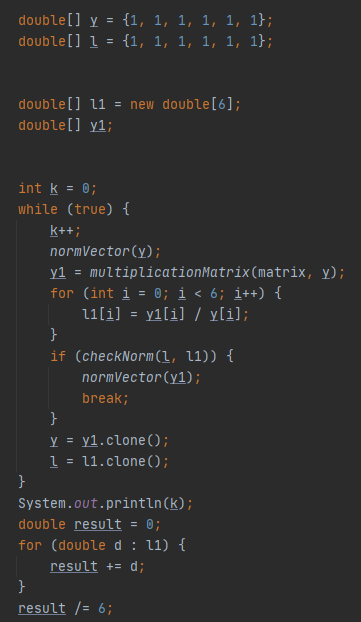 double[] y = {1, 1, 1, 1, 1, 1};
double[] l = {1, 1, 1, 1, 1, 1};
double[] l1 = new double[6];
double[] y1;
int k = 0;
while (true) {
k++;
normVector(y);
y1 = multiplicationMatrix(matrix, y);
for (int i = 0; i < 6; i++) {
l1[i] = y1[i] / y[i];
}
if (checkNorm(l, l1)) {
normVector(y1);
break;
}
y = y1.clone();
l = l1.clone();
}
System.out.println(k);
double result = 0;
for (double d : l1) {
result += d;
}
result /= 6;